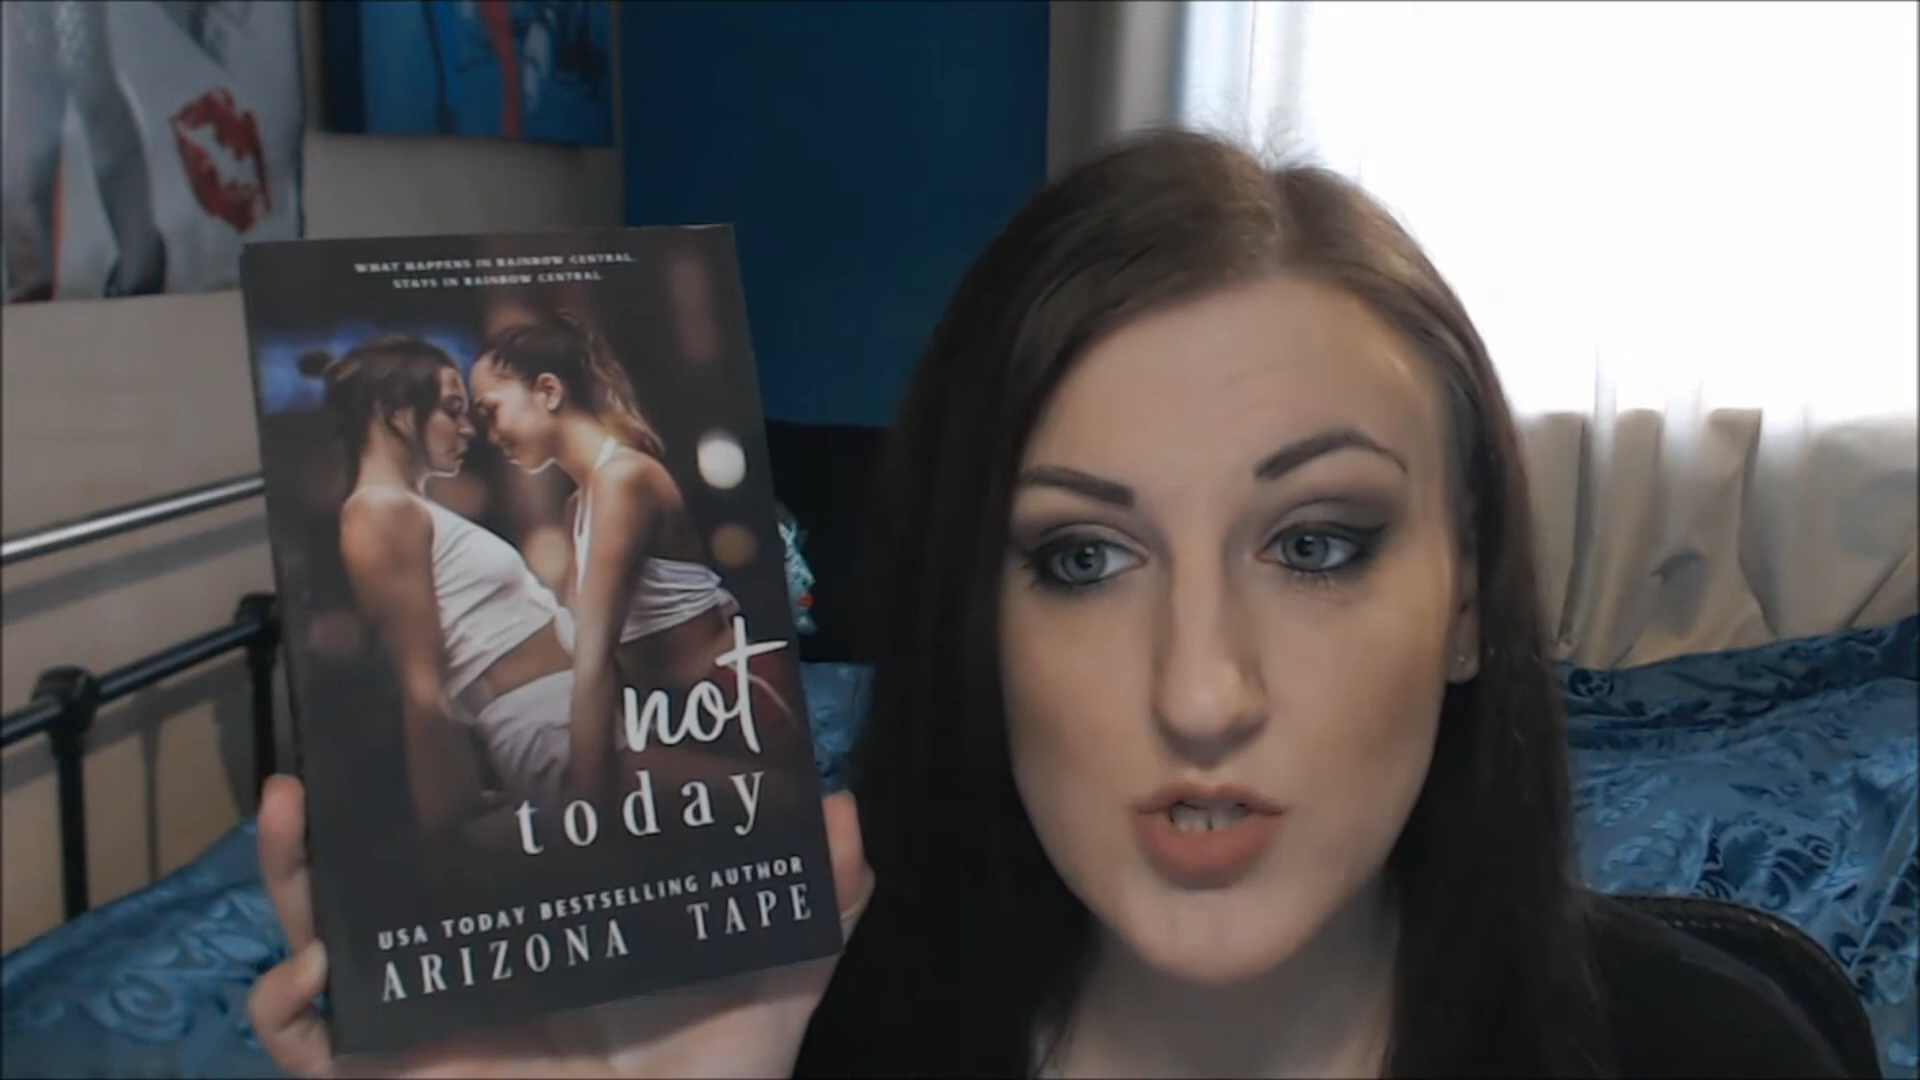 WHAT HAPPENS IN RAINBOW CENTRAL.
STAYS IN RAINBOW CENTRAL.
not
today
USA TODAY BESTSELLING AUTHOR
ARIZONA TAPE